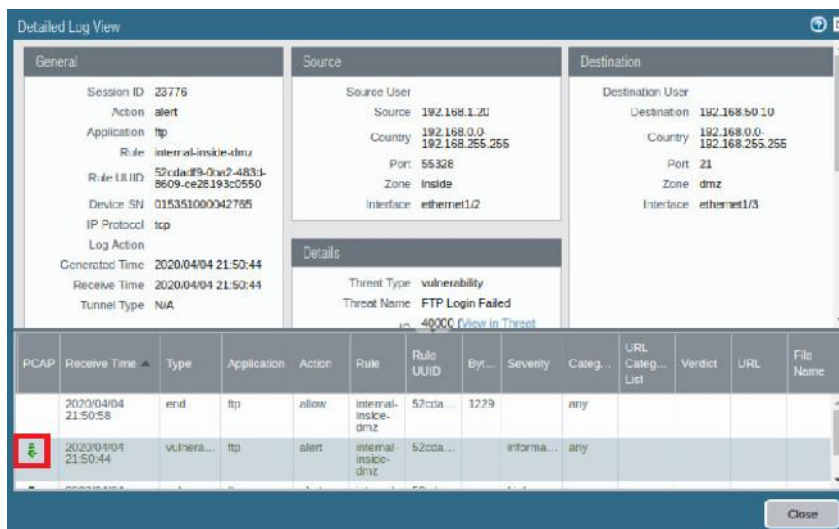 Detailed Log View
General
Session ID 23776
Action alert
Application ftp
Rule internal-inside-dmz
Rule UUID 52cdadf9-0ba2-483d-
8609-ce28193c0550
Device SN 015351000042765
IP Protocol tcp
Log Action
Generated Time 2020/04/04 21:50:44
Receive Time 2020/04/04 21:50:44
Tunnel Type N/A
Source
Source User
Source 192.168.1.20
Country 192.168.0.0-
192.168.255.255
Port 55328
Zone inside
Interface ethernet1/2
Details
Threat Type vulnerability
Threat Name FTP Login Failed
ID 40000 (View in Threat
Destination
Destination User
Destination 192.168.50.10
Country 192.168.0.0-
192.168.255.255
Port 21
Zone dmz
Interface ethernet1/3
PCAP Receive Time Type Application Action Rule Rule UUID Byt... Severity Categ... URL Categ... List Verdict URL File Name
2020/04/04 21:50:58 end ftp allow internal-inside-dmz 52cda... 1229 any
2020/04/04 21:50:44 vulnera... ftp alert internal-inside-dmz 52cda... informa... any
Close